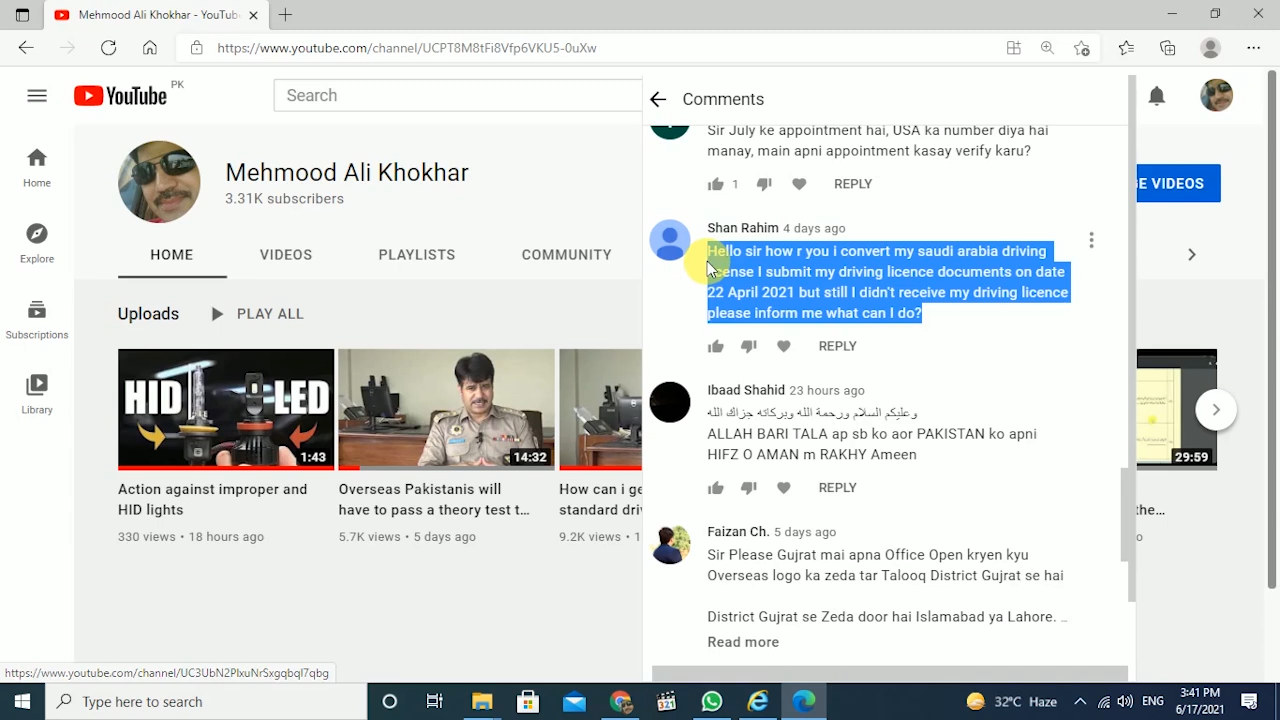 Mehmood Ali Khokhar - YouTube
https://www.youtube.com/channel/UCPT8M8tFi8Vfp6VKU5-0uXw
YouTube PK
Search
Home
Explore
Subscriptions
Library
Mehmood Ali Khokhar
3.31K subscribers
HOME VIDEOS PLAYLISTS COMMUNITY
Uploads PLAY ALL
HID LED
1:43
14:32
29:59
Action against improper and
HID lights
330 views • 18 hours ago
Overseas Pakistanis will
have to pass a theory test t...
5.7K views • 5 days ago
How can i ge
standard driv
9.2K views • 1
VIDEOS
Comments
Sir July ke appointment hai, USA ka number diya hai
manay, main apni appointment kasay verify karu?
1 REPLY
Shan Rahim 4 days ago
Hello sir how r you i convert my saudi arabia driving
license I submit my driving licence documents on date
22 April 2021 but still I didn't receive my driving licence
please inform me what can I do?
REPLY
Ibaad Shahid 23 hours ago
وعليكم السلام ورحمة الله وبركاته جزاك الله
ALLAH BARI TALA ap sb ko aor PAKISTAN ko apni
HIFZ O AMAN m RAKHY Ameen
REPLY
Faizan Ch. 5 days ago
Sir Please Gujrat mai apna Office Open kryen kyu
Overseas logo ka zeda tar Talooq District Gujrat se hai
District Gujrat se Zeda door hai Islamabad ya Lahore. ...
Read more
https://www.youtube.com/channel/UC3UbN2PlxuNrSxgqbql7qbg
Type here to search
321
32°C Haze
ENG
3:41 PM
6/17/2021